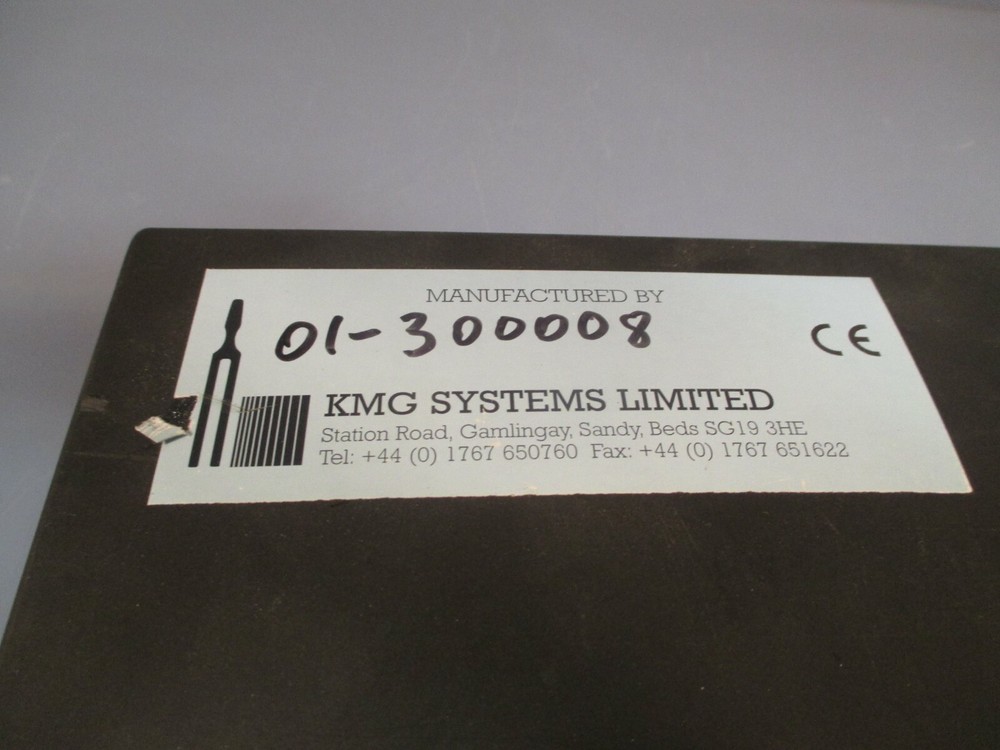 MANUFACTURED BY
01-300008
CE
KMG SYSTEMS LIMITED
Station Road, Gamlingay, Sandy, Beds SG19 3HE
Tel: +44 (0) 1767 650760 Fax: +44 (0) 1767 651622